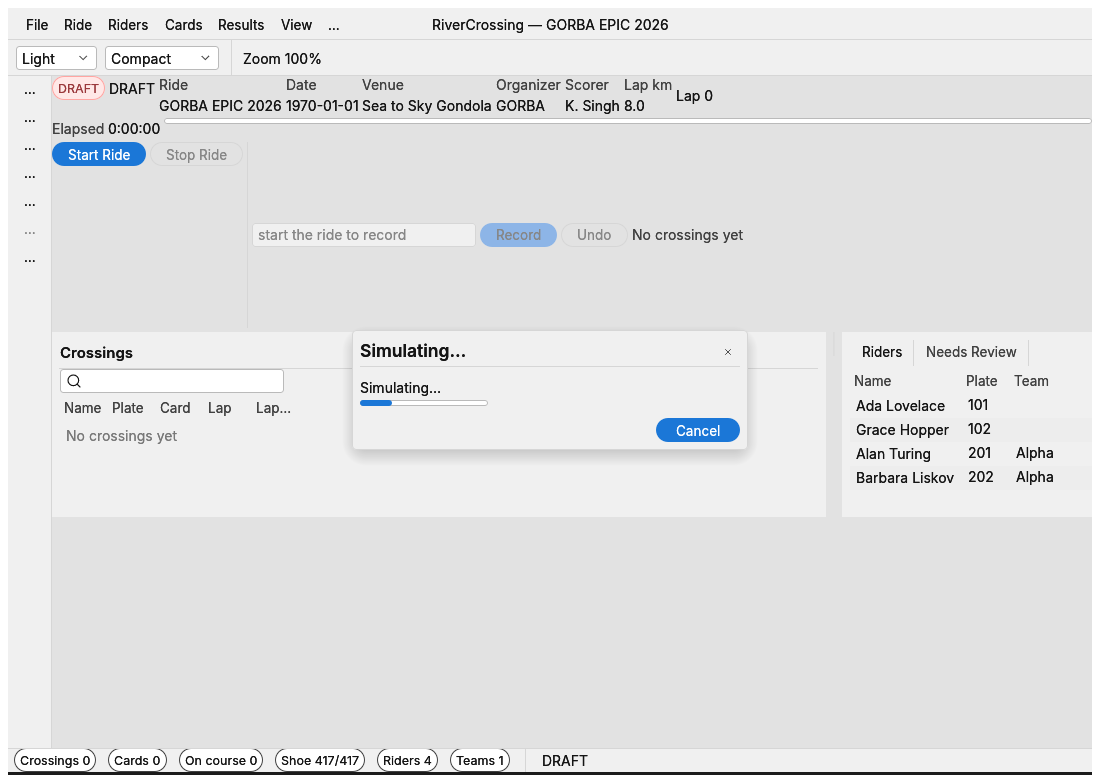 File Ride Riders Cards Results View ... RiverCrossing — GORBA EPIC 2026
Light Compact Zoom 100%
DRAFT DRAFT Ride Date Venue Organizer Scorer Lap km Lap 0
GORBA EPIC 2026 1970-01-01 Sea to Sky Gondola GORBA K. Singh 8.0
Elapsed 0:00:00
Start Ride Stop Ride
...
...
...
...
...
...
...
start the ride to record Record Undo No crossings yet
Crossings
Name Plate Card Lap Lap...
No crossings yet
Simulating...
×
Simulating...
Cancel
Riders Needs Review
Name Plate Team
Ada Lovelace 101
Grace Hopper 102
Alan Turing 201 Alpha
Barbara Liskov 202 Alpha
Crossings 0 Cards 0 On course 0 Shoe 417/417 Riders 4 Teams 1 DRAFT